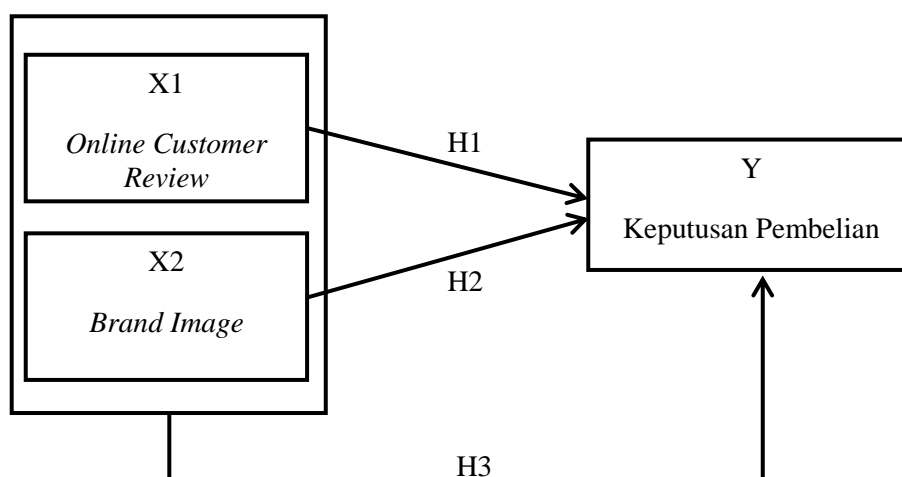 X1
Online Customer
Review
H1
Y
Keputusan Pembelian
X2
Brand Image
H2
H3